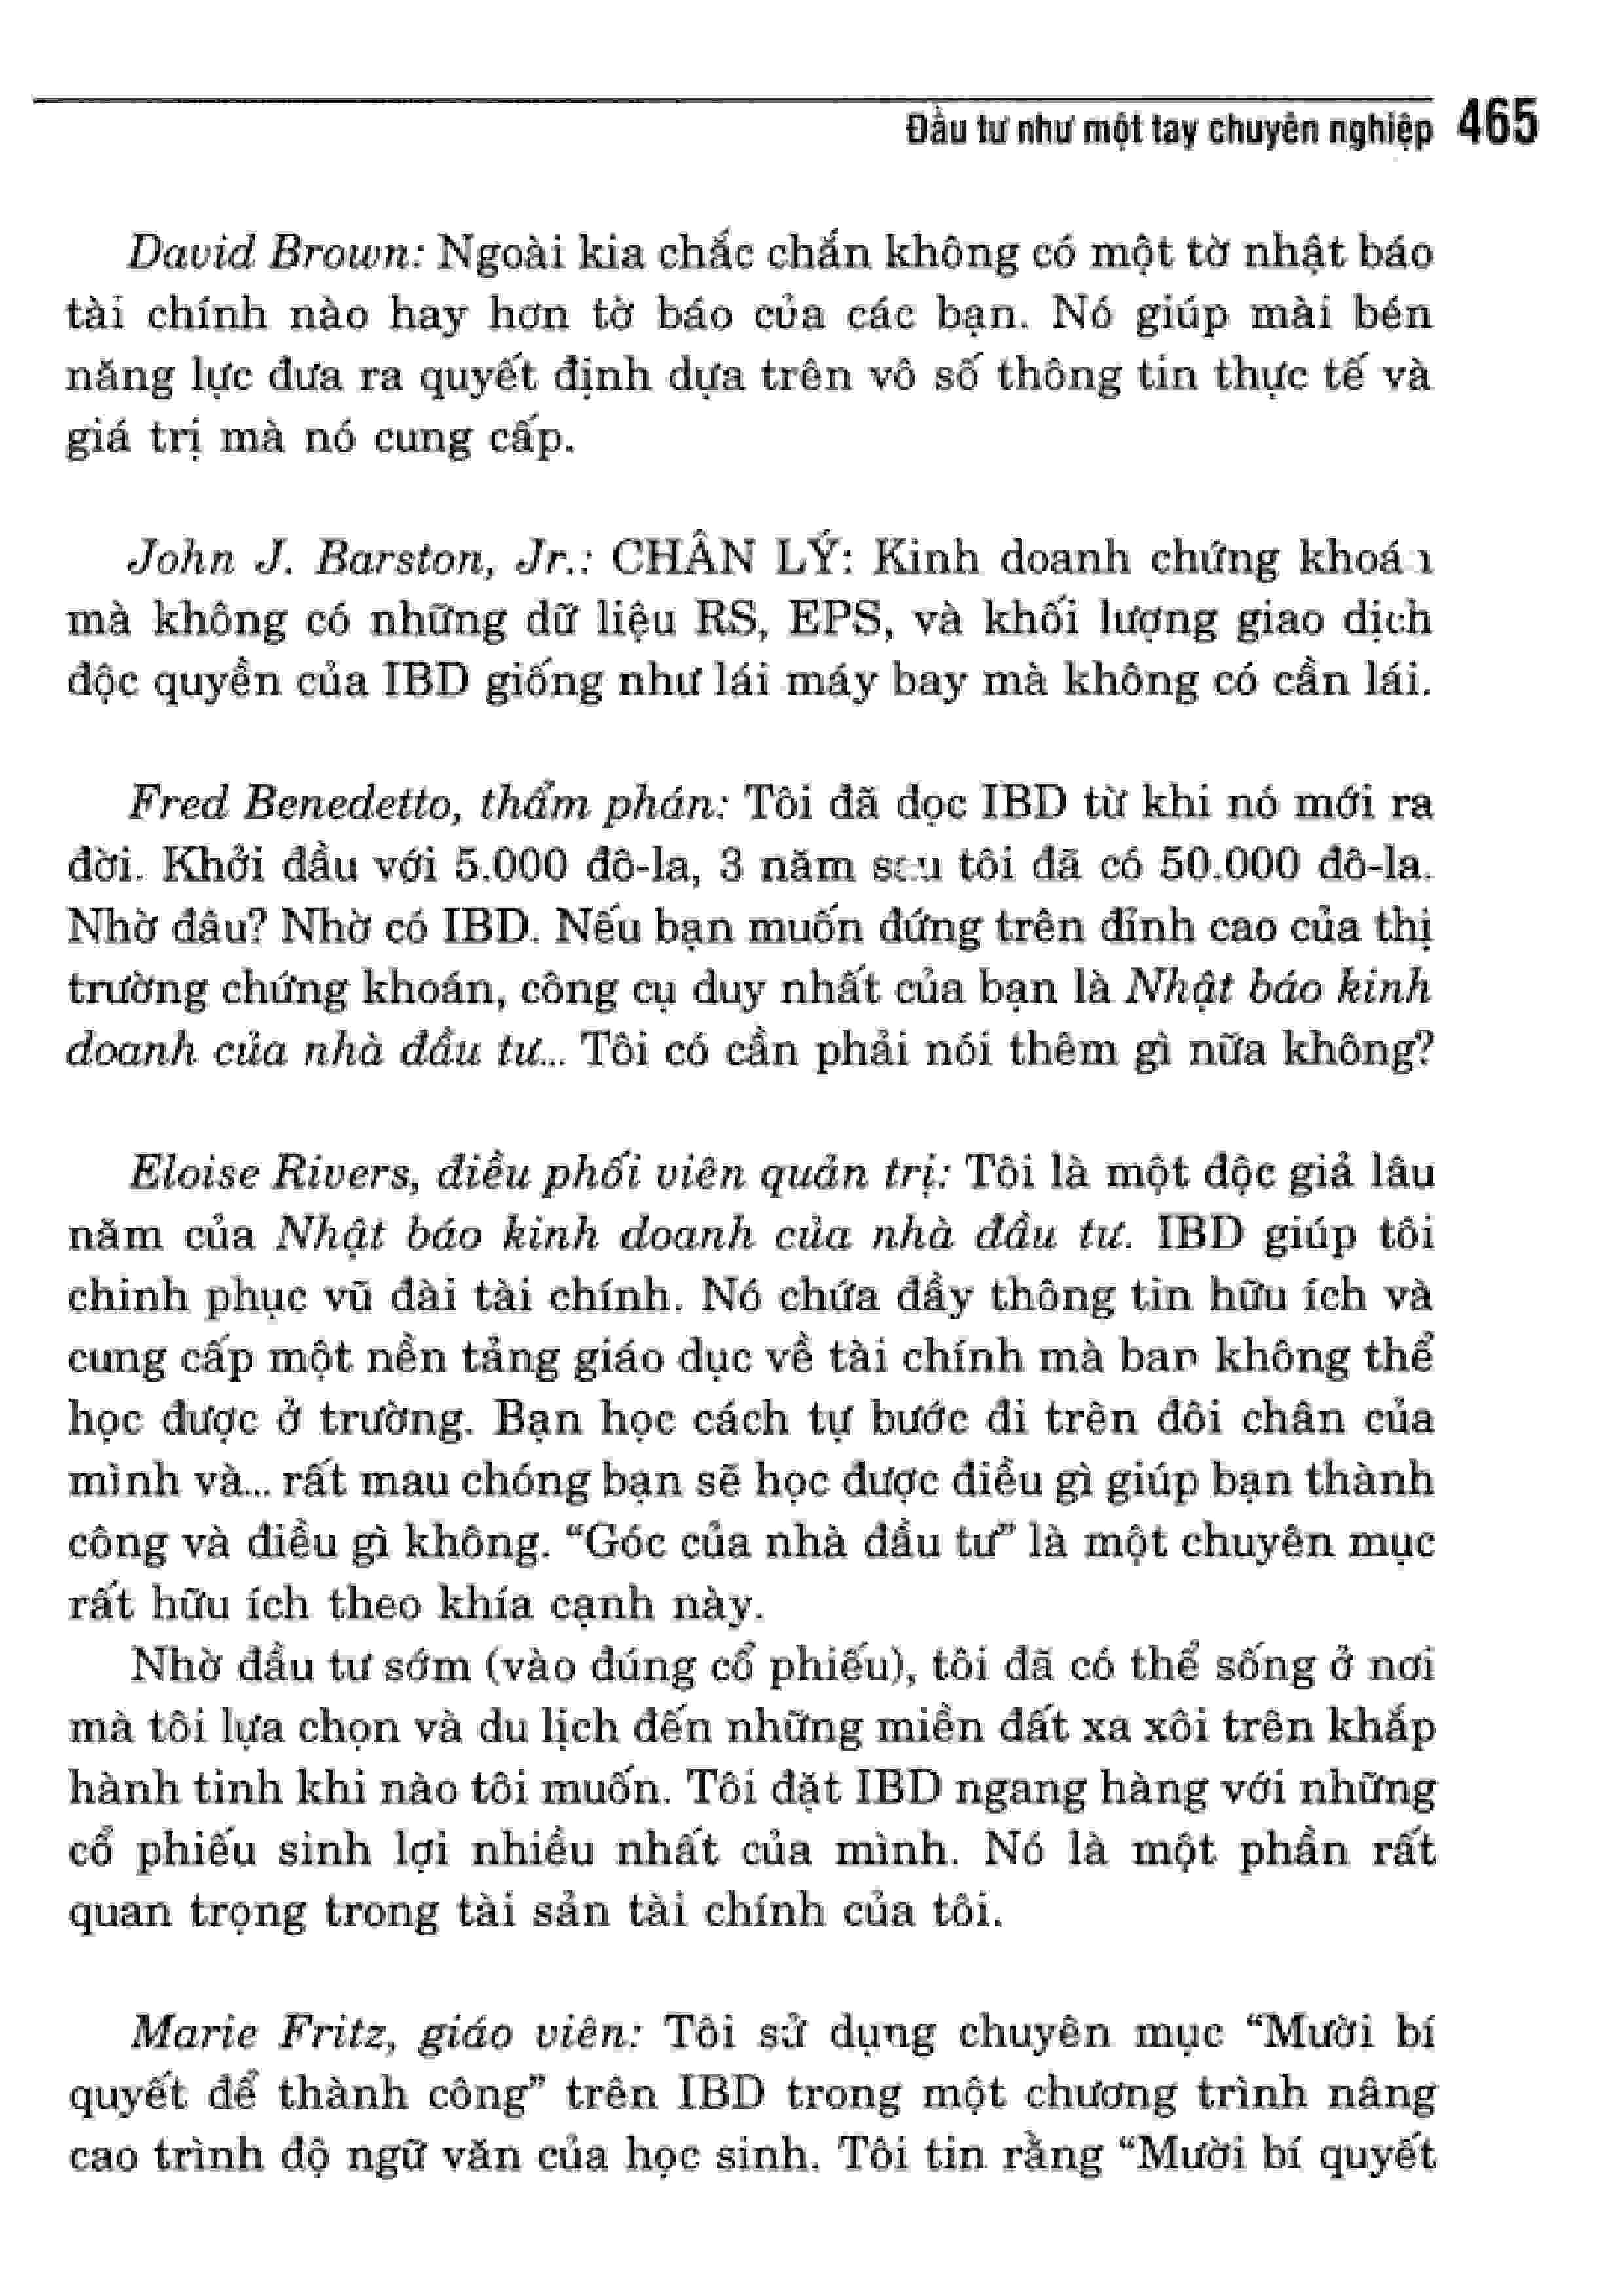 Đầu tư như một tay chuyên nghiệp 465
David Brown: Ngoài kia chắc chắn không có một tờ nhật báo
tài chính nào hay hơn tờ báo của các bạn. Nó giúp mài bén
năng lực đưa ra quyết định dựa trên vô số thông tin thực tế và
giá trị mà nó cung cấp.
John J. Barston, Jr.: CHÂN LÝ: Kinh doanh chứng khoán
mà không có những dữ liệu RS, EPS, và khối lượng giao dịch
độc quyền của IBD giống như lái máy bay mà không có cần lái.
Fred Benedetto, thẩm phán: Tôi đã đọc IBD từ khi nó mới ra
đời. Khởi đầu với 5.000 đô-la, 3 năm sau tôi đã có 50.000 đô-la.
Nhờ đâu? Nhờ có IBD. Nếu bạn muốn đứng trên đỉnh cao của thị
trường chứng khoán, công cụ duy nhất của bạn là Nhật báo kinh
doanh của nhà đầu tư... Tôi có cần phải nói thêm gì nữa không?
Eloise Rivers, điều phối viên quản trị: Tôi là một độc giả lâu
năm của Nhật báo kinh doanh của nhà đầu tư. IBD giúp tôi
chinh phục vũ đài tài chính. Nó chứa đầy thông tin hữu ích và
cung cấp một nền tảng giáo dục về tài chính mà bạn không thể
học được ở trường. Bạn học cách tự bước đi trên đôi chân của
mình và... rất mau chóng bạn sẽ học được điều gì giúp bạn thành
công và điều gì không. “Góc của nhà đầu tư” là một chuyên mục
rất hữu ích theo khía cạnh này.
Nhờ đầu tư sớm (vào đúng cổ phiếu), tôi đã có thể sống ở nơi
mà tôi lựa chọn và du lịch đến những miền đất xa xôi trên khắp
hành tinh khi nào tôi muốn. Tôi đặt IBD ngang hàng với những
cổ phiếu sinh lợi nhiều nhất của mình. Nó là một phần rất
quan trọng trong tài sản tài chính của tôi.
Marie Fritz, giáo viên: Tôi sử dụng chuyên mục “Mười bí
quyết để thành công” trên IBD trong một chương trình nâng
cao trình độ ngữ văn của học sinh. Tôi tin rằng “Mười bí quyết